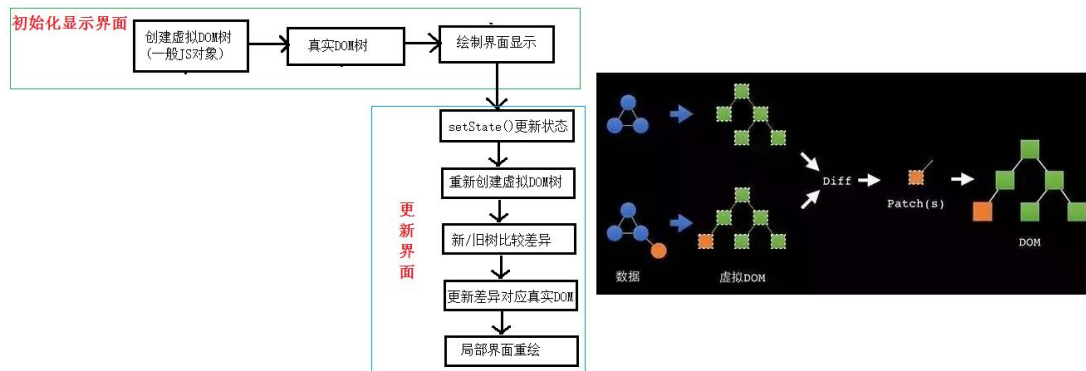 初始化显示界面
创建虚拟DOM树
(一般JS对象)
真实DOM树
绘制界面显示
setState()更新状态
重新创建虚拟DOM树
新/旧树比较差异
更新差异对应真实DOM
局部界面重绘
更新界面
Diff
Patch(s)
DOM
数据
虚拟DOM